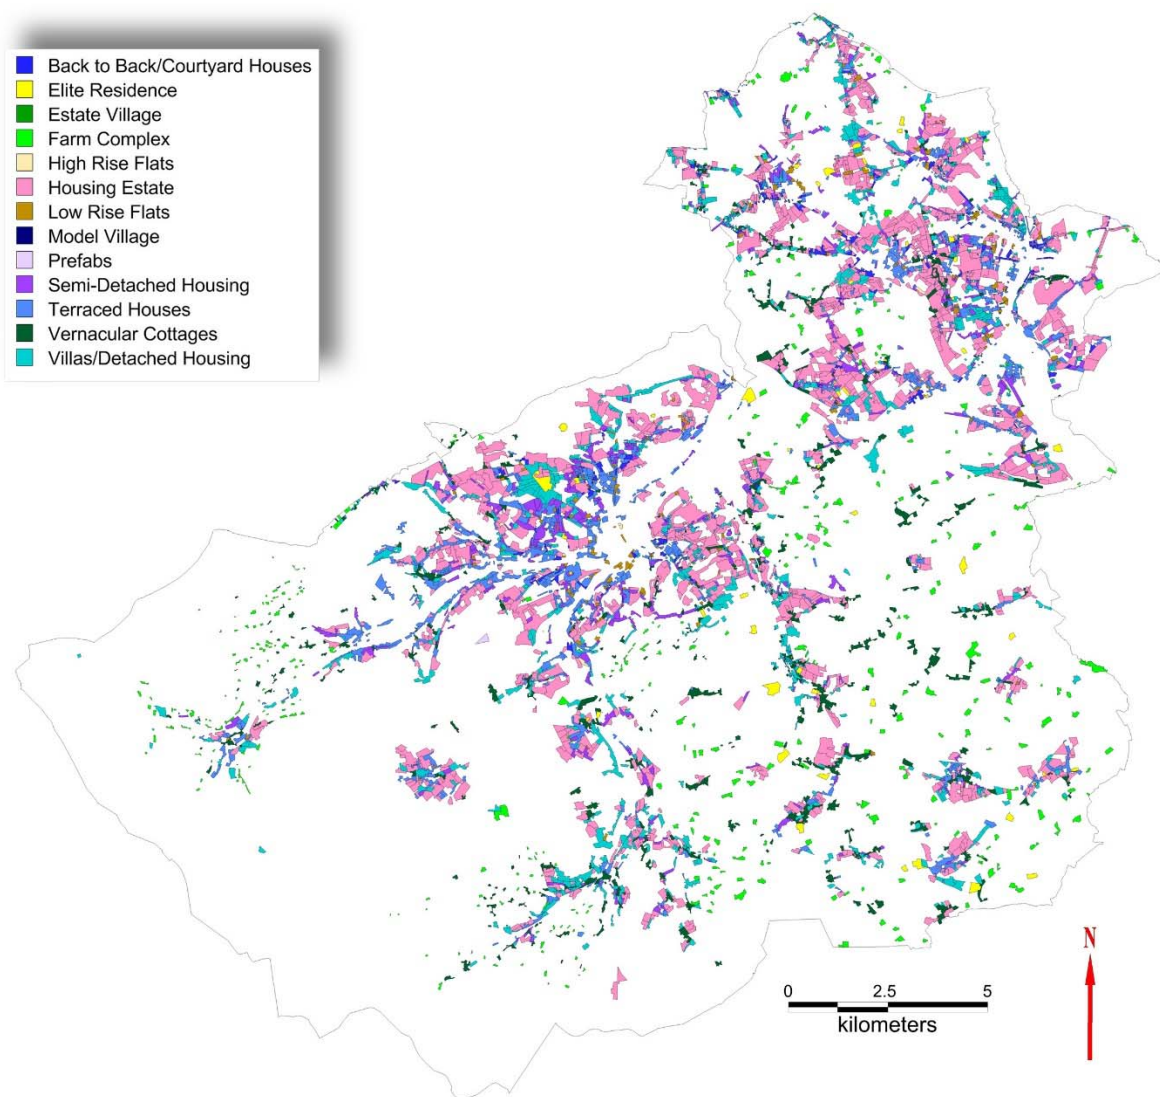 Back to Back/Courtyard Houses
Elite Residence
Estate Village
Farm Complex
High Rise Flats
Housing Estate
Low Rise Flats
Model Village
Prefabs
Semi-Detached Housing
Terraced Houses
Vernacular Cottages
Villas/Detached Housing
N
0 2.5 5
kilometers